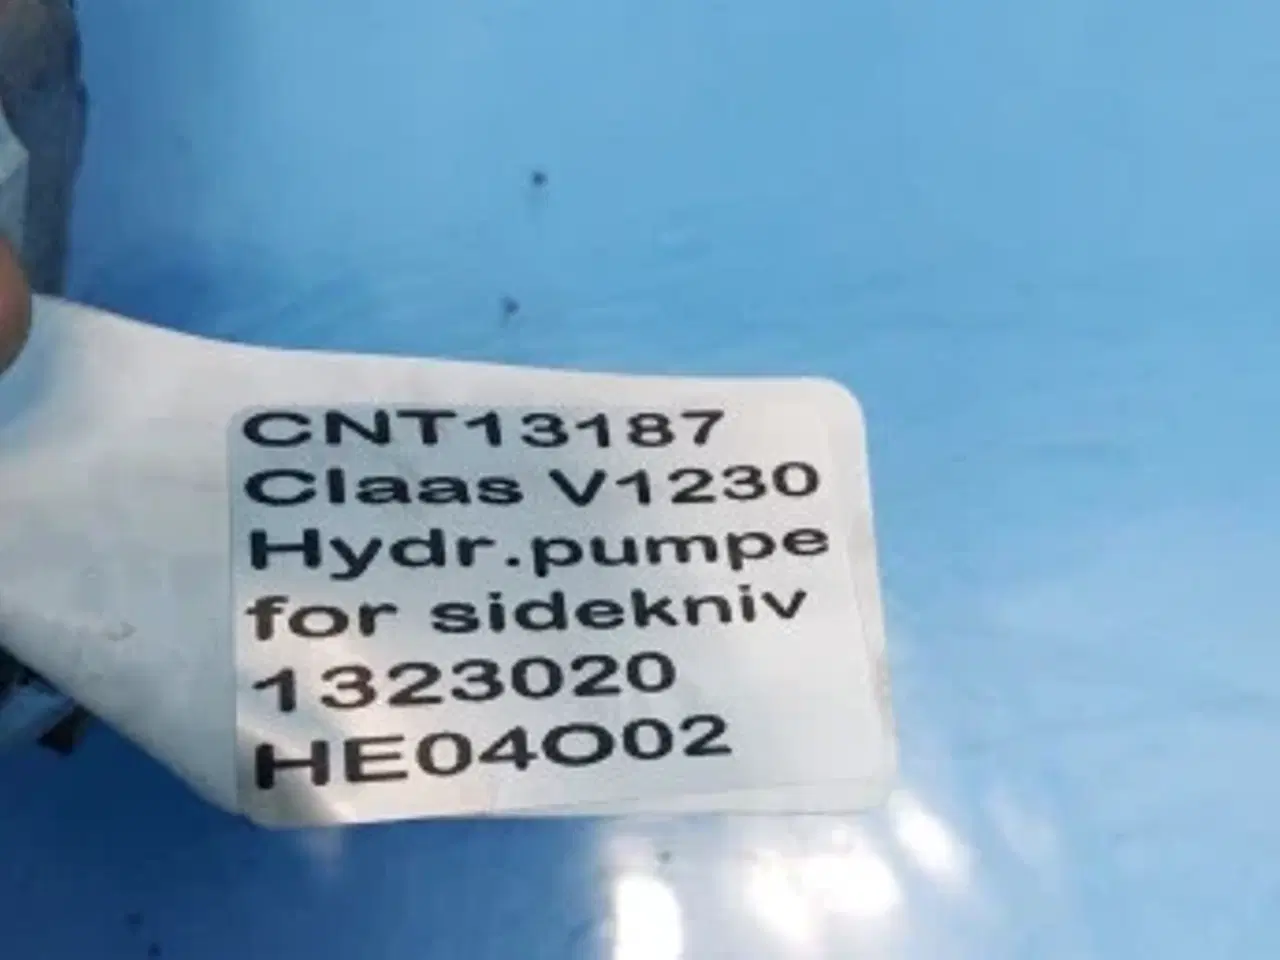 CNT13187
Claas V1230
Hydr.pumpe
for sidekniv
1323020
HE04O02